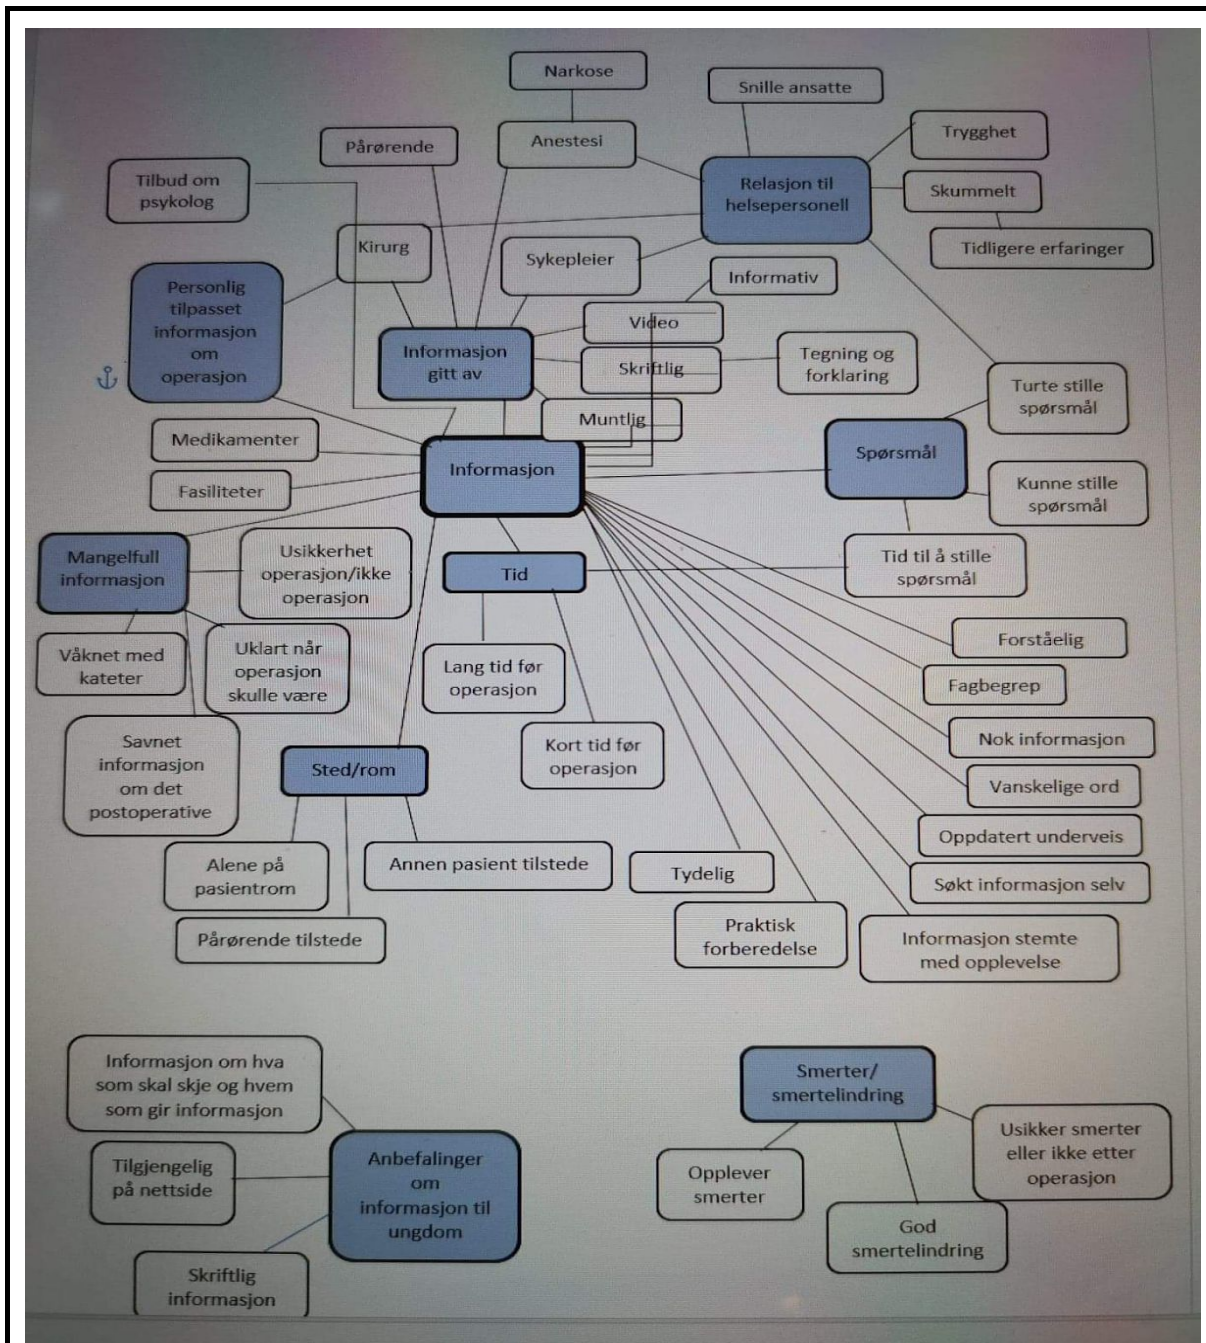 Narkose
Snille ansatte
Pårørende
Anestesi
Trygghet
Tilbud om
psykolog
Relasjon til
helsepersonell
Skummelt
Kirurg
Sykepleier
Tidligere erfaringer
Personlig
tilpasset
informasjon
om
operasjon
Informativ
Video
Informasjon
gitt av
Skriftlig
Tegning og
forklaring
Turte stille
spørsmål
Muntlig
Medikamenter
Informasjon
Spørsmål
Fasiliteter
Kunne stille
spørsmål
Mangelfull
informasjon
Usikkerhet
operasjon/ikke
operasjon
Tid
Tid til å stille
spørsmål
Våknet med
kateter
Uklart når
operasjon
skulle være
Lang tid før
operasjon
Forståelig
Fagbegrep
Savnet
informasjon
om det
postoperative
Sted/rom
Kort tid før
operasjon
Nok informasjon
Vanskelige ord
Oppdatert underveis
Alene på
pasientrom
Annen pasient tilstede
Tydelig
Søkt informasjon selv
Pårørende tilstede
Praktisk
forberedelse
Informasjon stemte
med opplevelse
Informasjon om hva
som skal skje og hvem
som gir informasjon
Smerter/
smertelindring
Tilgjengelig
på nettside
Anbefalinger
om
informasjon til
ungdom
Opplever
smerter
Usikker smerter
eller ikke etter
operasjon
God
smertelindring
Skriftlig
informasjon